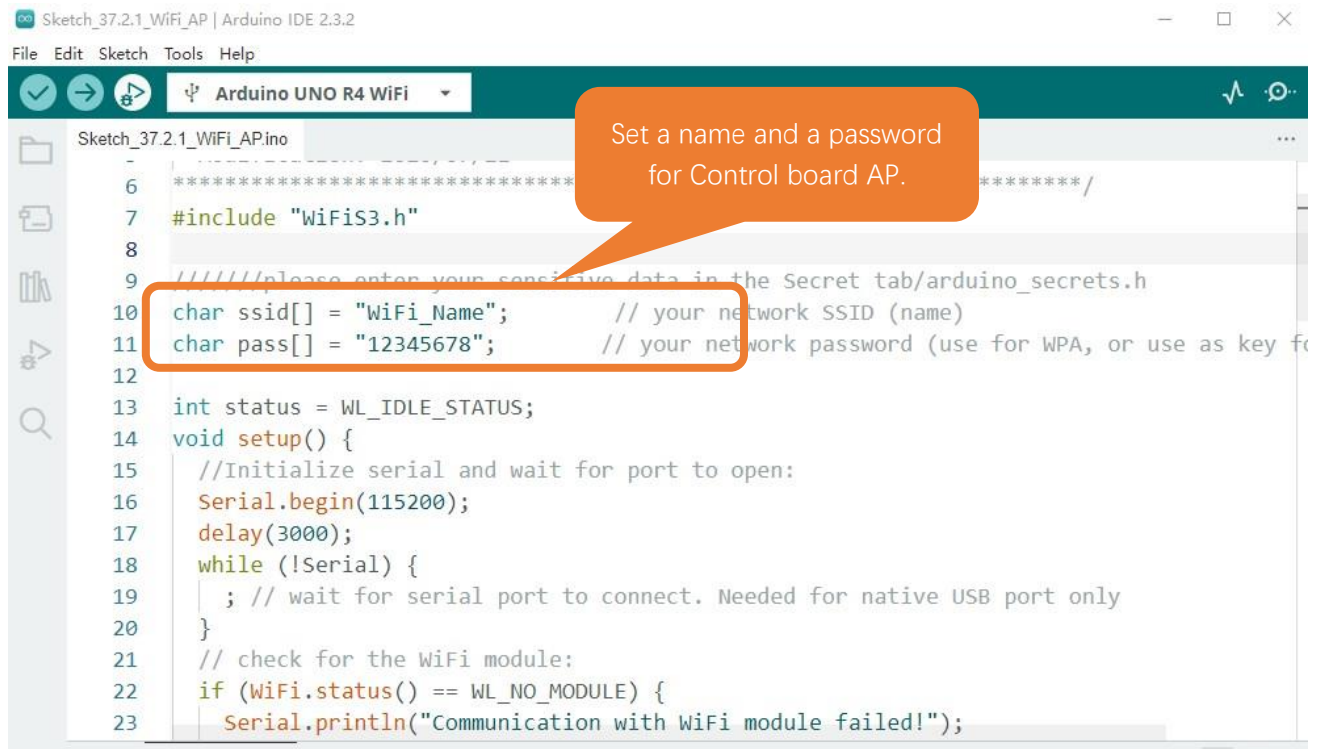 Sketch_37.2.1_WiFi_AP | Arduino IDE 2.3.2
File Edit Sketch Tools Help
Arduino UNO R4 WiFi
Sketch_37.2.1_WiFi_AP.ino
Set a name and a password
for Control board AP.
6 ******************************* ********/
7 #include "WiFiS3.h"
8
9 ///////please enter your sensitive data in the Secret tab/arduino_secrets.h
10 char ssid[] = "WiFi_Name"; // your network SSID (name)
11 char pass[] = "12345678"; // your network password (use for WPA, or use as key
12
13 int status = WL_IDLE_STATUS;
14 void setup() {
15 //Initialize serial and wait for port to open:
16 Serial.begin(115200);
17 delay(3000);
18 while (!Serial) {
19 ; // wait for serial port to connect. Needed for native USB port only
20 }
21 // check for the WiFi module:
22 if (WiFi.status() == WL_NO_MODULE) {
23 Serial.println("Communication with WiFi module failed!");